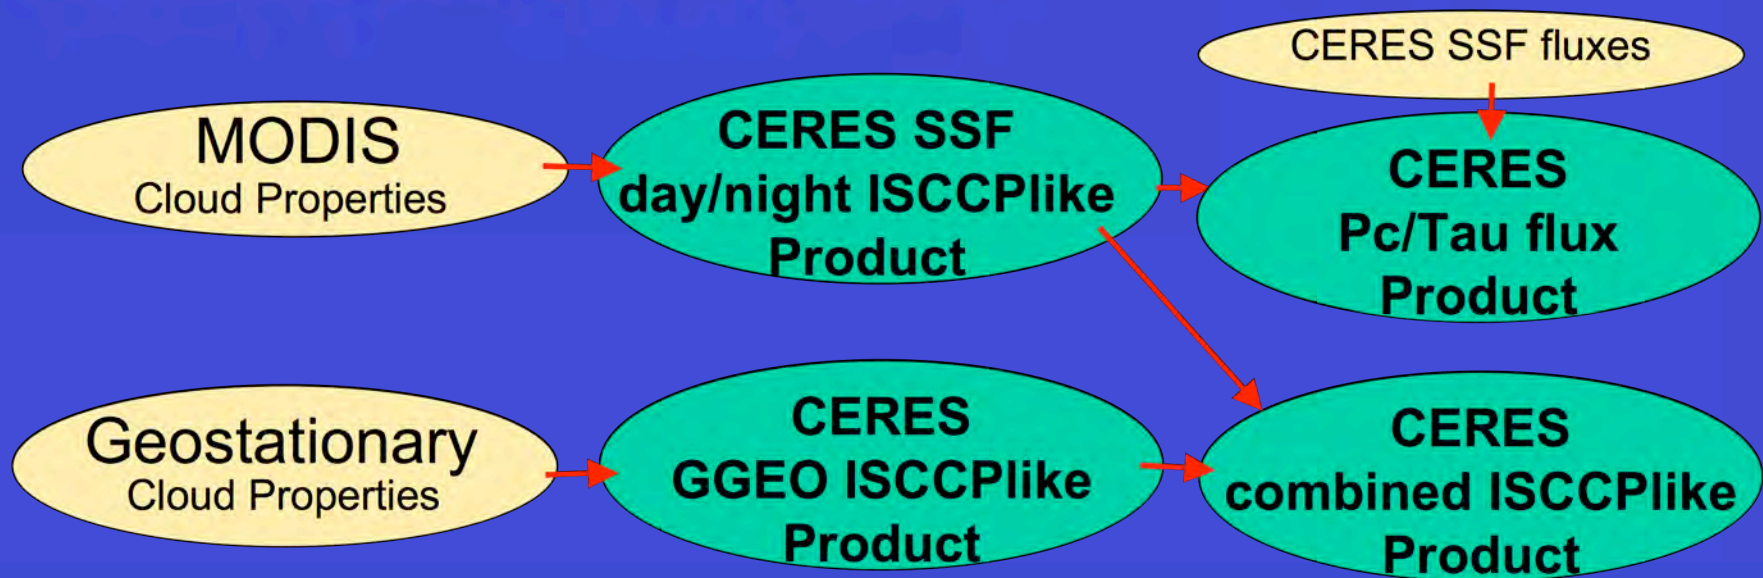 CERES SSF fluxes
MODIS
Cloud Properties
CERES SSF
day/night ISCCPlike
Product
CERES
Pc/Tau flux
Product
Geostationary
Cloud Properties
CERES
GGEO ISCCPlike
Product
CERES
combined ISCCPlike
Product